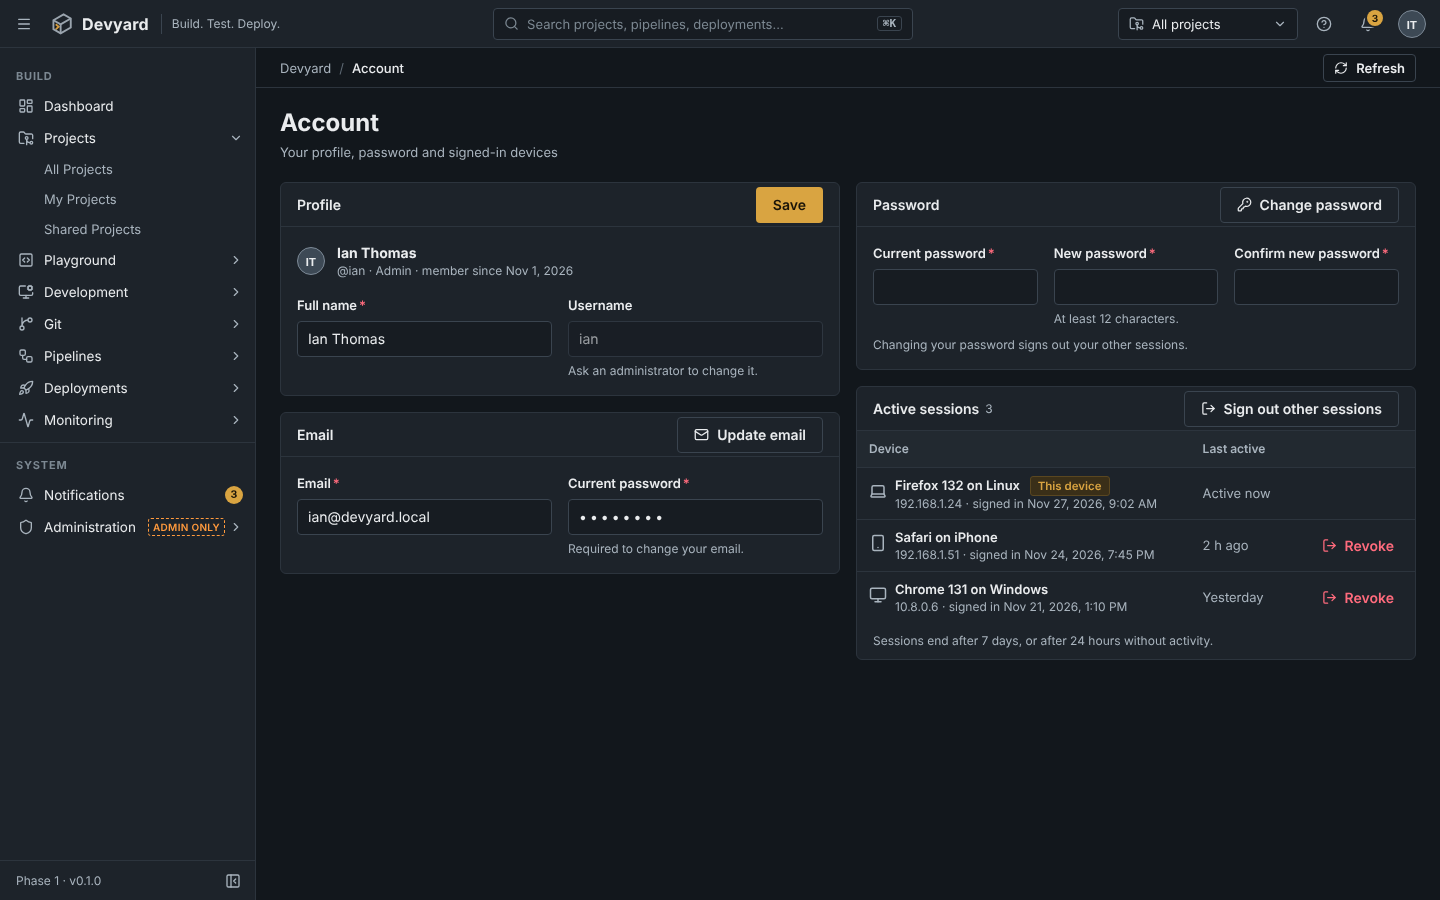 Devyard
Build. Test. Deploy.
Search projects, pipelines, deployments...
⌘K
All projects
3
IT
BUILD
Dashboard
Projects
All Projects
My Projects
Shared Projects
Playground
Development
Git
Pipelines
Deployments
Monitoring
SYSTEM
Notifications 3
Administration ADMIN ONLY
Phase 1 · v0.1.0
Devyard / Account
Refresh
Account
Your profile, password and signed-in devices
Profile
Save
IT
Ian Thomas
@ian · Admin · member since Nov 1, 2026
Full name *
Username
Ian Thomas
ian
Ask an administrator to change it.
Email
Update email
Email *
Current password *
ian@devyard.local
••••••••
Required to change your email.
Password
Change password
Current password *
New password *
Confirm new password *
At least 12 characters.
Changing your password signs out your other sessions.
Active sessions 3
Sign out other sessions
Device
Last active
Firefox 132 on Linux This device
192.168.1.24 · signed in Nov 27, 2026, 9:02 AM
Active now
Safari on iPhone
192.168.1.51 · signed in Nov 24, 2026, 7:45 PM
2 h ago
Revoke
Chrome 131 on Windows
10.8.0.6 · signed in Nov 21, 2026, 1:10 PM
Yesterday
Revoke
Sessions end after 7 days, or after 24 hours without activity.